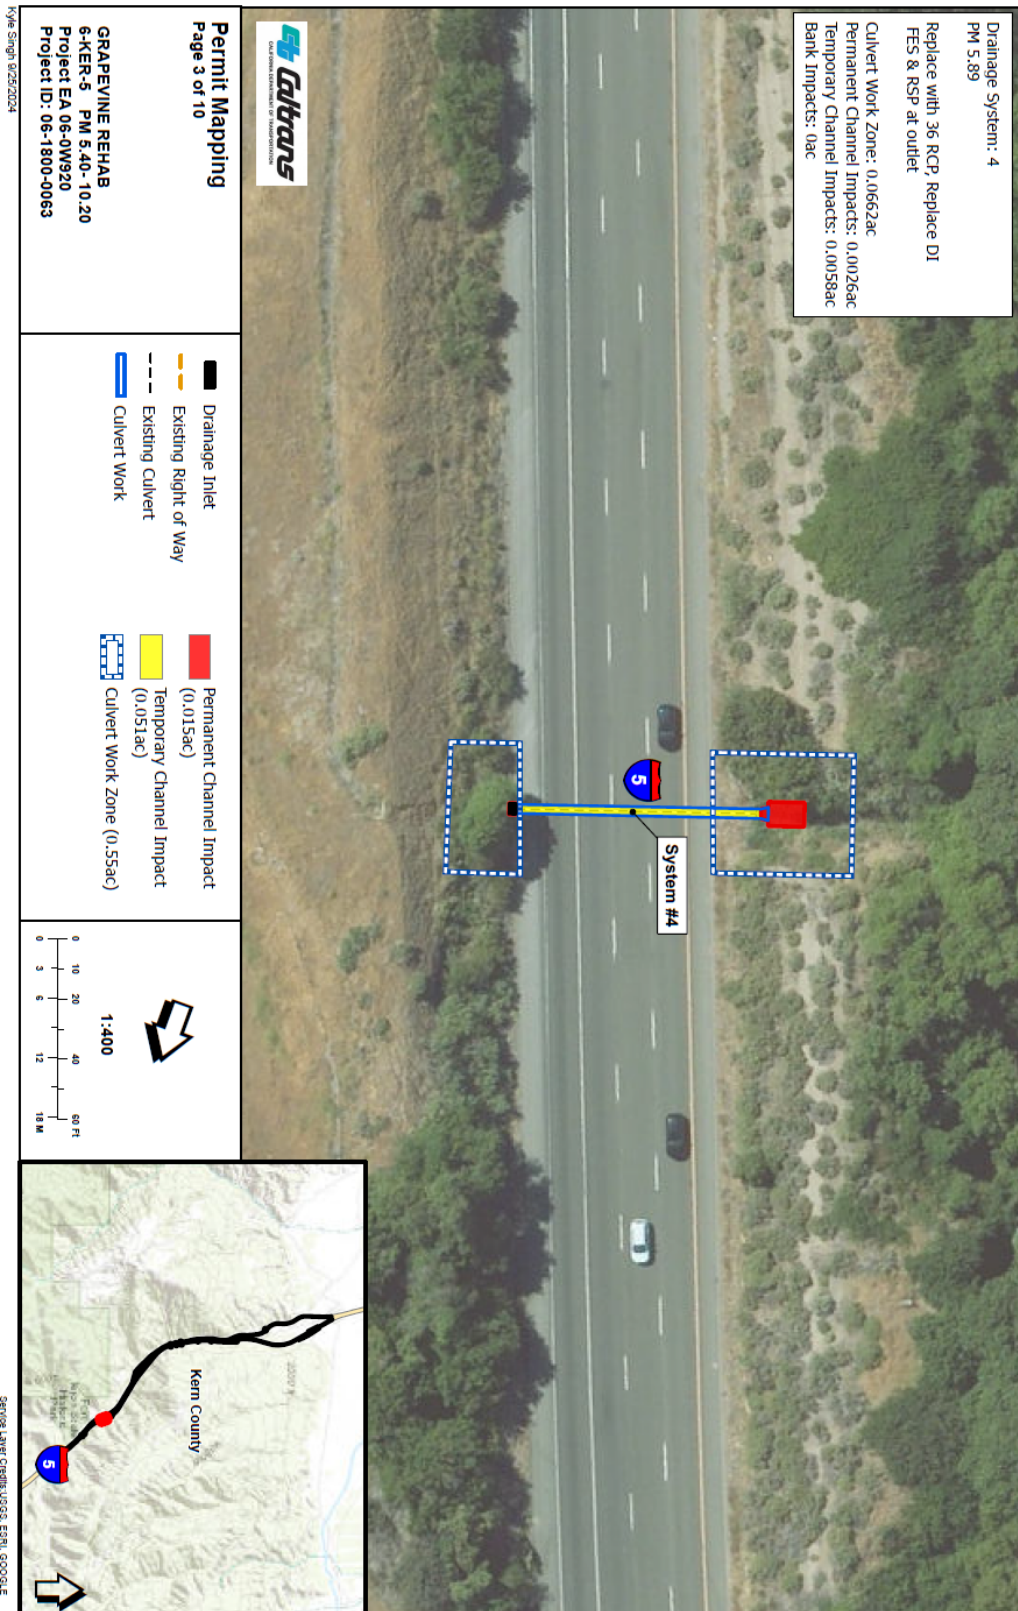 Drainage System: 4
PM 5.89
Replace with 36 RCP, Replace DI
FES & RSP at outlet
Culvert Work Zone: 0.0662ac
Permanent Channel Impacts: 0.0026ac
Temporary Channel Impacts: 0.0058ac
Bank Impacts: 0ac
5
System #4
Caltrans
CALIFORNIA DEPARTMENT OF TRANSPORTATION
Permit Mapping
Page 3 of 10
GRAPEVINE REHAB
6-KER-5 PM 5.40- 10.20
Project EA 06-0W920
Project ID: 06-1800-0063
Drainage Inlet
Existing Right of Way
Existing Culvert
Culvert Work
Permanent Channel Impact
(0.015ac)
Temporary Channel Impact
(0.051ac)
Culvert Work Zone (0.55ac)
1:400
0 10 20 40 60 Ft
0 3 6 12 18 M
Kern County
5
Kyle Singh 9/25/2024
Service Layer Credits: USGS, ESRI, GOOGLE